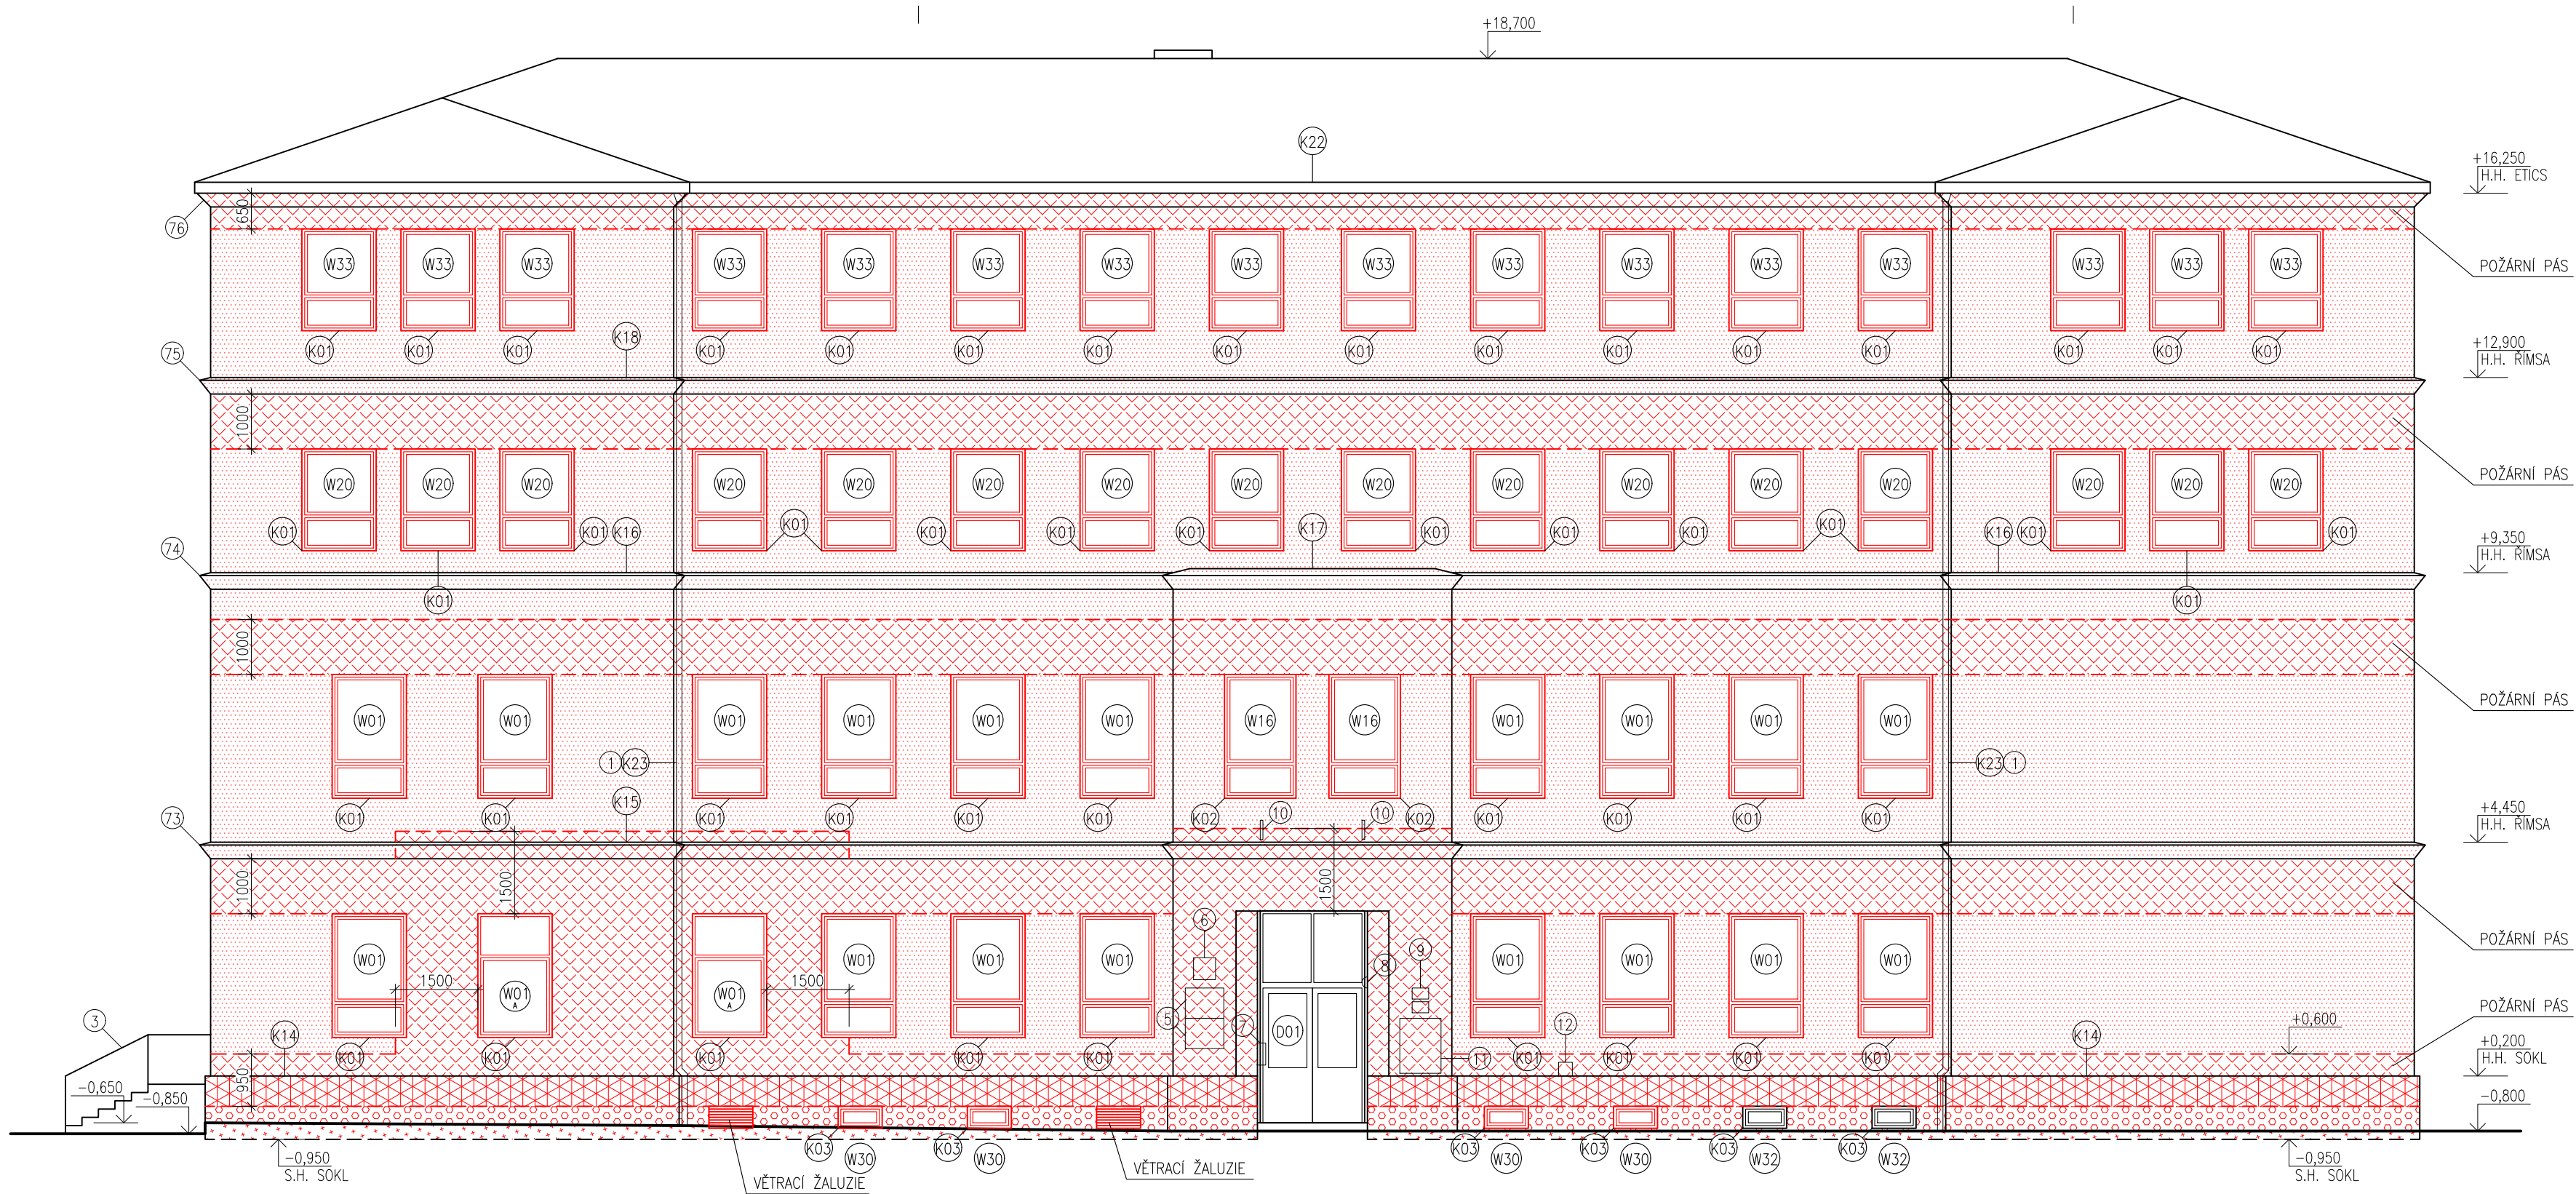 +18,700
K22
+16,250
H.H. ETICS
76
650
W33 W33 W33 W33 W33 W33 W33 W33 W33 W33 W33 W33 W33 W33 W33 W33
POŽÁRNÍ PÁS
K18
75
K01 K01 K01 K01 K01 K01 K01 K01 K01 K01 K01 K01 K01 K01 K01 K01
+12,900
H.H. ŘÍMSA
1000
POŽÁRNÍ PÁS
W20 W20 W20 W20 W20 W20 W20 W20 W20 W20 W20 W20 W20 W20 W20 W20
74
K01 K01 K16 K01 K01 K01 K01 K17 K01 K01 K01 K01 K16 K01 K01
+9,350
H.H. ŘÍMSA
K01 K01
1000
POŽÁRNÍ PÁS
W01 W01 W01 W01 W01 W01 W16 W16 W01 W01 W01 W01
1 K23 K23 1
K15
73
K01 K01 K01 K01 K01 K01 K02 10 10 K02 K01 K01 K01 K01
+4,450
H.H. ŘÍMSA
1000
1500
1500
6
9
POŽÁRNÍ PÁS
W01 W01 W01 W01 W01 W01 W01 W01
8
1500
1500
W01
A
W01
A
3
K14
5
7
D01
12
11
+0,600
K14
POŽÁRNÍ PÁS
+0,200
H.H. SOKL
K01 K01 K01 K01 K01 K01 K01 K01 K01
950
-0,650
-0,850
-0,800
K03 K03 K03 K03 K03 K03
W30 W30 W30 W30 W32 W32
-0,950
S.H. SOKL
VĚTRACÍ ŽALUZIE
VĚTRACÍ ŽALUZIE
-0,950
S.H. SOKL